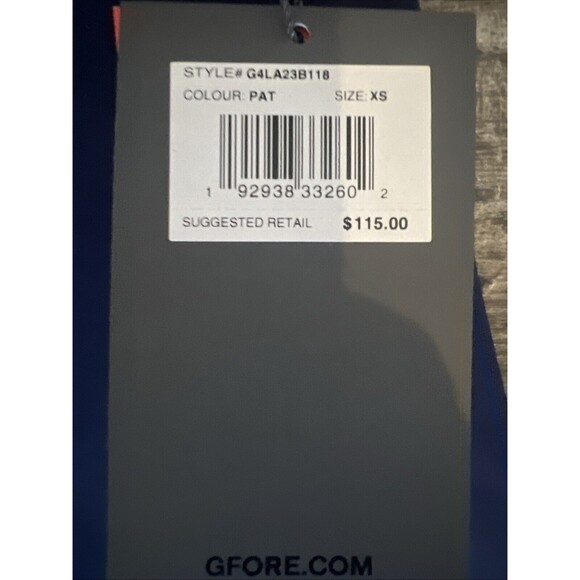 STYLE# G4LA23B118
COLOUR: PAT SIZE: XS
1 92938 33260 2
SUGGESTED RETAIL $115.00
GFORE.COM